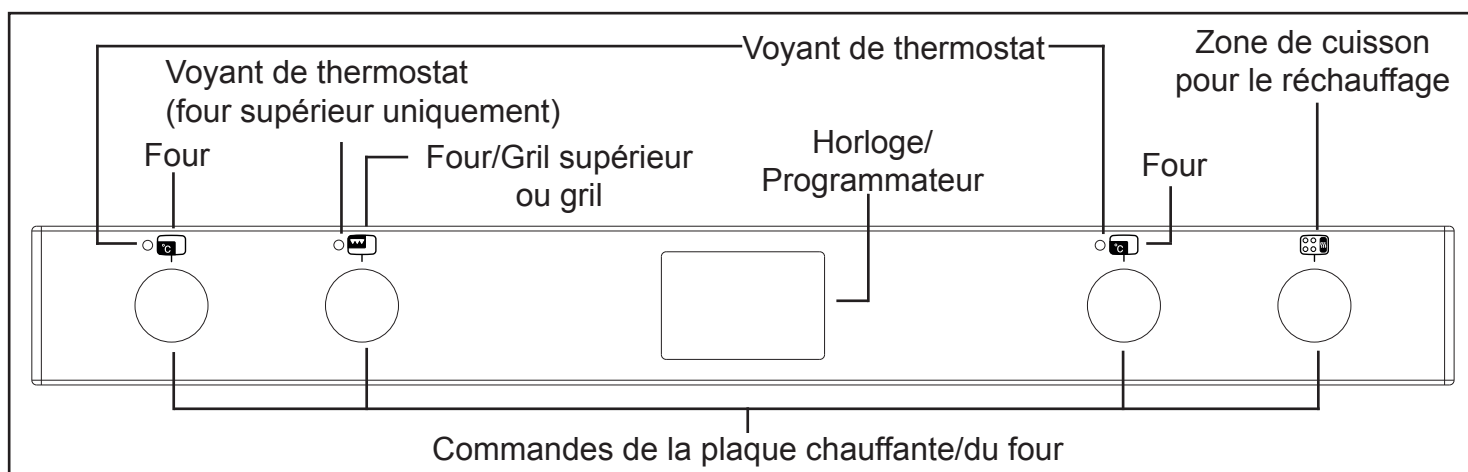 Voyant de thermostat
Zone de cuisson
pour le réchauffage
Voyant de thermostat
(four supérieur uniquement)
Four
Four/Gril supérieur
ou gril
Horloge/
Programmateur
Four
°C
°C
Commandes de la plaque chauffante/du four